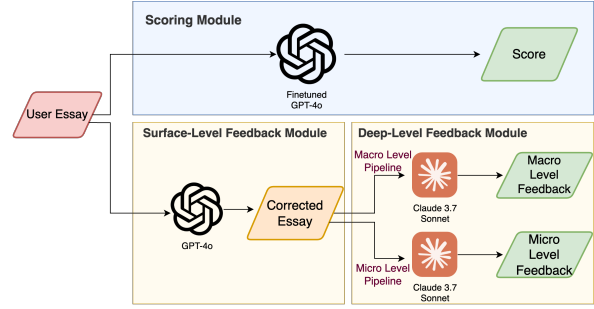 Scoring Module
Finetuned
GPT-4o
Score
User Essay
Surface-Level Feedback Module
GPT-4o
Corrected
Essay
Deep-Level Feedback Module
Macro Level
Pipeline
Claude 3.7
Sonnet
Macro
Level
Feedback
Micro Level
Pipeline
Claude 3.7
Sonnet
Micro
Level
Feedback